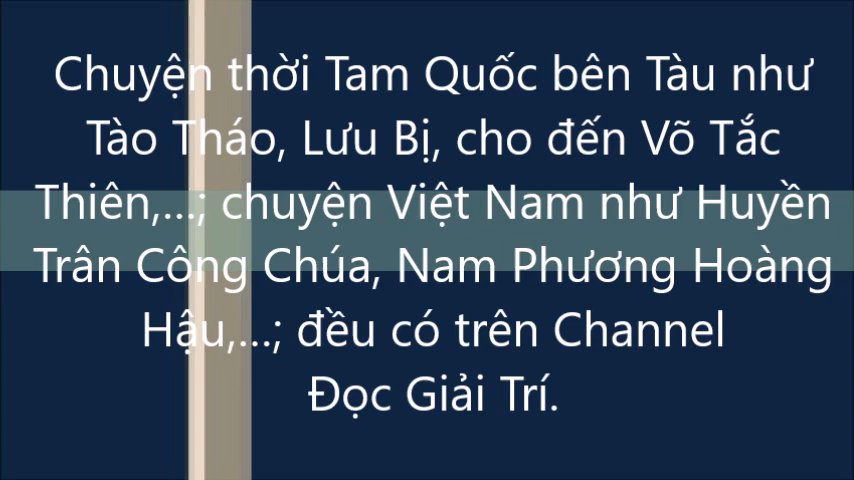 Chuyện thời Tam Quốc bên Tàu như
Tào Tháo, Lưu Bị, cho đến Võ Tắc
Thiên,...; chuyện Việt Nam như Huyền
Trân Công Chúa, Nam Phương Hoàng
Hậu,...; đều có trên Channel
Đọc Giải Trí.